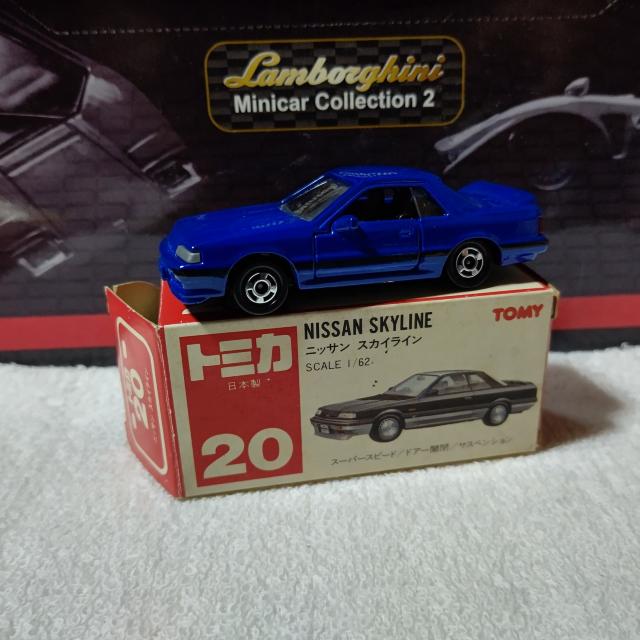 Lamborghini
Minicar Collection 2
トミカ
日本製
20
NISSAN SKYLINE
ニッサン スカイライン
SCALE 1/62
TOMY
スーパースピード/ドアー開閉/サスペンション
20